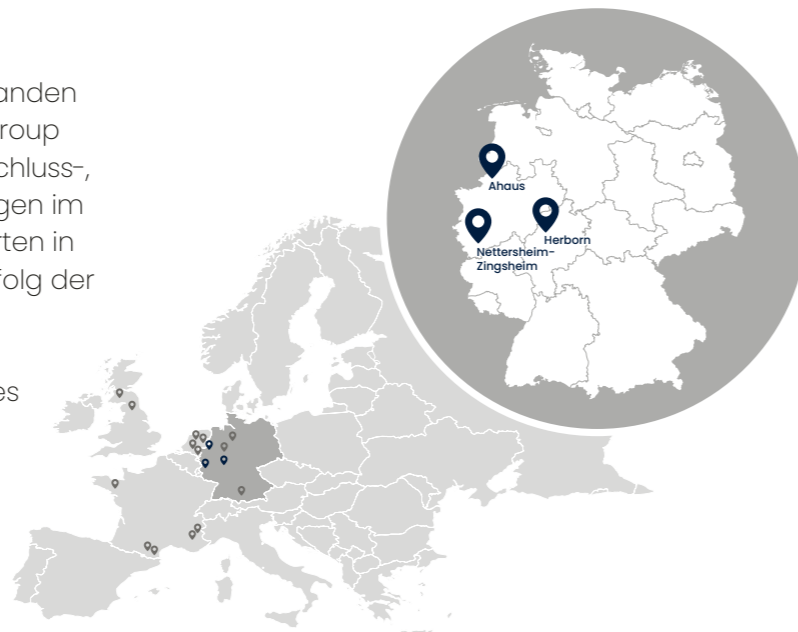 anden
roup
chluss-,
gen im
rten in
folg der
es
Ahaus
Herborn
Nettersheim-
Zingsheim